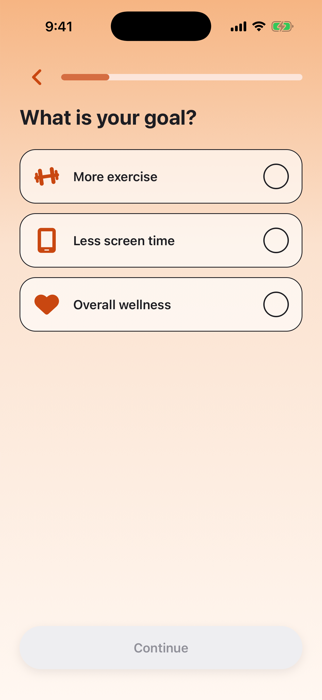 9:41
What is your goal?
More exercise
Less screen time
Overall wellness
Continue